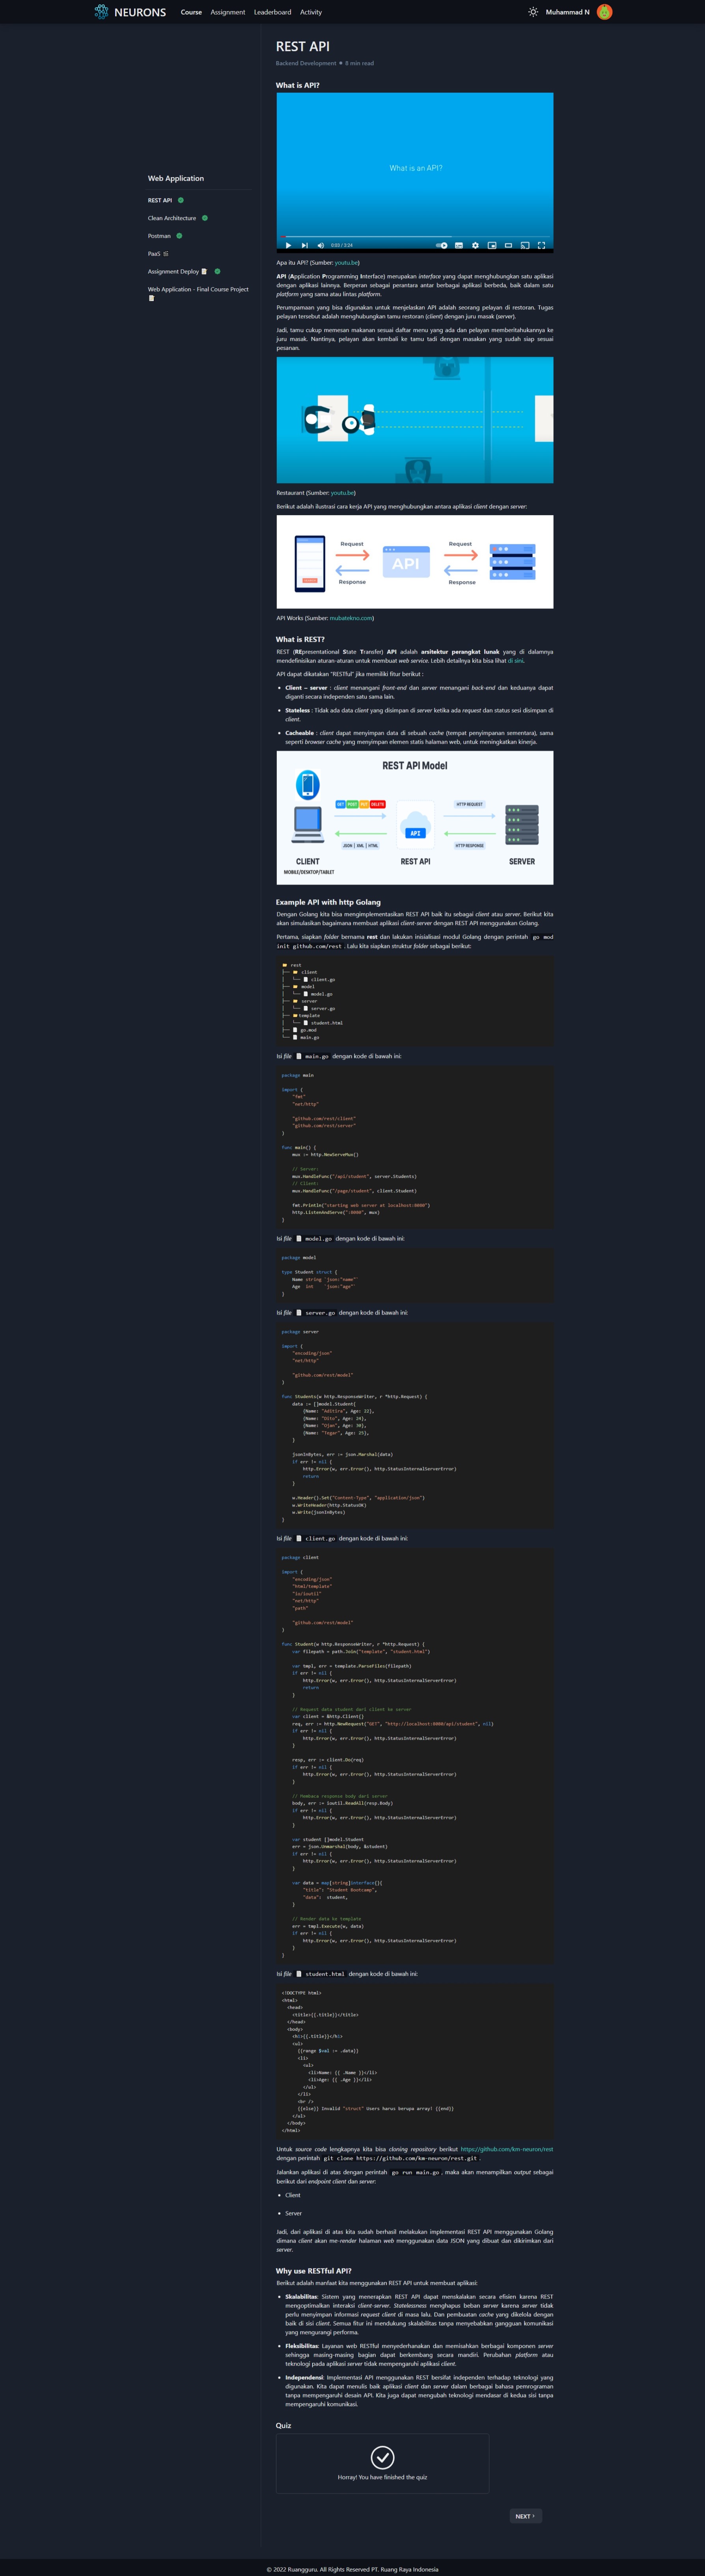 NEURONS
Course Assignment Leaderboard Activity
Muhammad N
Web Application
REST API
Clean Architecture
Postman
PaaS
Assignment Deploy
Web Application - Final Course Project
REST API
Backend Development ★ 8 min read
What is API?
What is an API?
0:03 / 3:24
Apa itu API? (Sumber: youtu.be)
API (Application Programming Interface) merupakan interface yang dapat menghubungkan satu aplikasi
dengan aplikasi lainnya. Berperan sebagai perantara antar berbagai aplikasi berbeda, baik dalam satu
platform yang sama atau lintas platform.
Perumpamaan yang bisa digunakan untuk menjelaskan API adalah seorang pelayan di restoran. Tugas
pelayan tersebut adalah menghubungkan tamu restoran (client) dengan juru masak (server).
Jadi, tamu cukup memesan makanan sesuai daftar menu yang ada dan pelayan memberitahukannya ke
juru masak. Nantinya, pelayan akan kembali ke tamu tadi dengan masakan yang sudah siap sesuai
pesanan.
Restaurant (Sumber: youtu.be)
Berikut adalah ilustrasi cara kerja API yang menghubungkan antara aplikasi client dengan server:
Request
Request
API
Response
Response
API Works (Sumber: mubatekno.com)
What is REST?
REST (REpresentational State Transfer) API adalah arsitektur perangkat lunak yang di dalamnya
mendefinisikan aturan-aturan untuk membuat web service. Lebih detailnya kita bisa lihat di sini.
API dapat dikatakan "RESTful" jika memiliki fitur berikut :
• Client – server : client menangani front-end dan server menangani back-end dan keduanya dapat
diganti secara independen satu sama lain.
• Stateless : Tidak ada data client yang disimpan di server ketika ada request dan status sesi disimpan di
client.
• Cacheable : client dapat menyimpan data di sebuah cache (tempat penyimpanan sementara), sama
seperti browser cache yang menyimpan elemen statis halaman web, untuk meningkatkan kinerja.
REST API Model
GET POST PUT DELETE
HTTP REQUEST
API
JSON | XML | HTML
HTTP RESPONSE
CLIENT
REST API
SERVER
MOBILE/DESKTOP/TABLET
Example API with http Golang
Dengan Golang kita bisa mengimplementasikan REST API baik itu sebagai client atau server. Berikut kita
akan simulasikan bagaimana membuat aplikasi client-server dengan REST API menggunakan Golang.
Pertama, siapkan folder bernama rest dan lakukan inisialisasi modul Golang dengan perintah go mod
init github.com/rest . Lalu kita siapkan struktur folder sebagai berikut:
rest
├── client
│   └── client.go
├── model
│   └── model.go
├── server
│   └── server.go
├── template
│   └── student.html
├── go.mod
└── main.go
Isi file main.go dengan kode di bawah ini:
package main
import (
"fmt"
"net/http"
"github.com/rest/client"
"github.com/rest/server"
)
func main() {
mux := http.NewServeMux()
// Server:
mux.HandleFunc("/api/student", server.Students)
// Client:
mux.HandleFunc("/page/student", client.Student)
fmt.Println("starting web server at localhost:8080")
http.ListenAndServe(":8080", mux)
}
Isi file model.go dengan kode di bawah ini:
package model
type Student struct {
Name string `json:"name"`
Age int `json:"age"`
}
Isi file server.go dengan kode di bawah ini:
package server
import (
"encoding/json"
"net/http"
"github.com/rest/model"
)
func Students(w http.ResponseWriter, r *http.Request) {
data := []model.Student{
{Name: "Aditira", Age: 22},
{Name: "Dito", Age: 24},
{Name: "Djae", Age: 30},
{Name: "Tegar", Age: 25},
}
jsonInBytes, err := json.Marshal(data)
if err != nil {
http.Error(w, err.Error(), http.StatusInternalServerError)
return
}
w.Header().Set("Content-Type", "application/json")
w.WriteHeader(http.StatusOK)
w.Write(jsonInBytes)
}
Isi file client.go dengan kode di bawah ini:
package client
import (
"encoding/json"
"html/template"
"io/ioutil"
"net/http"
"path"
"github.com/rest/model"
)
func Student(w http.ResponseWriter, r *http.Request) {
var filepath = path.Join("template", "student.html")
var tmpl, err = template.ParseFiles(filepath)
if err != nil {
http.Error(w, err.Error(), http.StatusInternalServerError)
return
}
// Request data student dari client ke server
var client = &http.Client{}
req, err := http.NewRequest("GET", "http://localhost:8080/api/student", nil)
if err != nil {
http.Error(w, err.Error(), http.StatusInternalServerError)
}
resp, err := client.Do(req)
if err != nil {
http.Error(w, err.Error(), http.StatusInternalServerError)
}
// Membaca response body dari server
body, err := ioutil.ReadAll(resp.Body)
if err != nil {
http.Error(w, err.Error(), http.StatusInternalServerError)
}
var student []model.Student
err = json.Unmarshal(body, &student)
if err != nil {
http.Error(w, err.Error(), http.StatusInternalServerError)
}
var data = map[string]interface{}{
"title": "Student Bootcamp",
"data": student,
}
// Render data ke template
err = tmpl.Execute(w, data)
if err != nil {
http.Error(w, err.Error(), http.StatusInternalServerError)
}
}
Isi file student.html dengan kode di bawah ini:
<!DOCTYPE html>
<html>
<head>
<title>{{.title}}</title>
</head>
<body>
<h1>{{.title}}</h1>
<ul>
{{range $val := .data}}
<li>
<ul>
<li>Name: {{ .Name }}</li>
<li>Age: {{ .Age }}</li>
</ul>
</li>
<br />
{{else}} Invalid "struct" Users harus berupa array! {{end}}
</ul>
</body>
</html>
Untuk source code lengkapnya kita bisa cloning repository berikut https://github.com/km-neuron/rest
dengan perintah git clone https://github.com/km-neuron/rest.git .
Jalankan aplikasi di atas dengan perintah go run main.go , maka akan menampilkan output sebagai
berikut dari endpoint client dan server:
• Client
• Server
Jadi, dari aplikasi di atas kita sudah berhasil melakukan implementasi REST API menggunakan Golang
dimana client akan me-render halaman web menggunakan data JSON yang dibuat dan dikirimkan dari
server.
Why use RESTful API?
Berikut adalah manfaat kita menggunakan REST API untuk membuat aplikasi:
• Skalabilitas: Sistem yang menerapkan REST API dapat menskalakan secara efisien karena REST
mengoptimalkan interaksi client-server. Statelessness menghapus beban server karena server tidak
perlu menyimpan informasi request client di masa lalu. Dan pembuatan cache yang dikelola dengan
baik di sisi client. Semua fitur ini mendukung skalabilitas tanpa menyebabkan gangguan komunikasi
yang mengurangi performa.
• Fleksibilitas: Layanan web RESTful menyederhanakan dan memisahkan berbagai komponen server
sehingga masing-masing bagian dapat berkembang secara mandiri. Perubahan platform atau
teknologi pada aplikasi server tidak mempengaruhi aplikasi client.
• Independensi: Implementasi API menggunakan REST bersifat independen terhadap teknologi yang
digunakan. Kita dapat menulis baik aplikasi client dan server dalam berbagai bahasa pemrograman
tanpa mempengaruhi desain API. Kita juga dapat mengubah teknologi mendasar di kedua sisi tanpa
mempengaruhi komunikasi.
Quiz
Horray! You have finished the quiz
NEXT ›
© 2022 Ruangguru. All Rights Reserved PT. Ruang Raya Indonesia